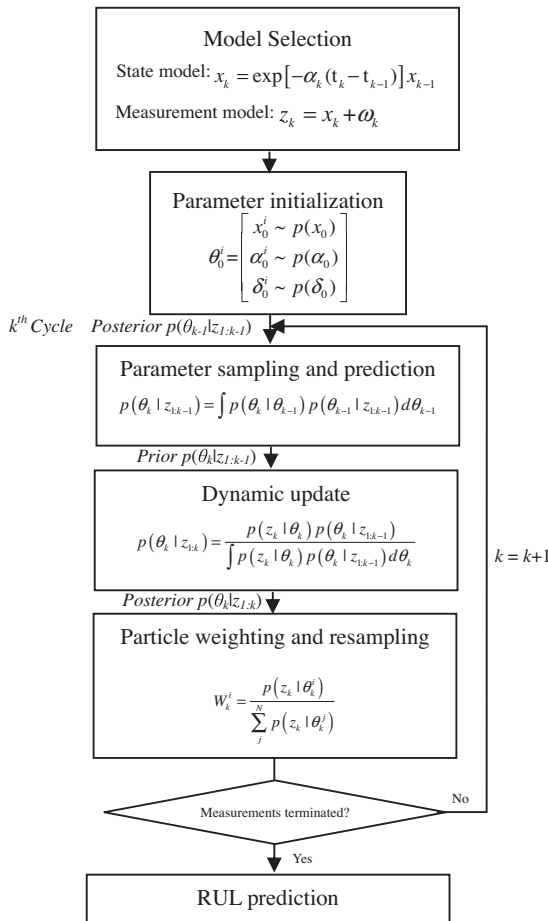 Model Selection
State model: x_k = exp[−α_k(t_k − t_{k−1})] x_{k−1}
Measurement model: z_k = x_k + ω_k
Parameter initialization
θ_0^i = [ x_0^i ~ p(x_0)
α_0^i ~ p(α_0)
δ_0^i ~ p(δ_0) ]
k^th Cycle Posterior p(θ_{k-1}|z_{1:k-1})
Parameter sampling and prediction
p(θ_k | z_{1:k−1}) = ∫ p(θ_k | θ_{k−1}) p(θ_{k−1} | z_{1:k−1}) dθ_{k−1}
Prior p(θ_k|z_{1:k-1})
Dynamic update
p(θ_k | z_{1:k}) = p(z_k | θ_k) p(θ_k | z_{1:k−1}) / ∫ p(z_k | θ_k) p(θ_k | z_{1:k−1}) dθ_k
k = k+1
Posterior p(θ_k|z_{1:k})
Particle weighting and resampling
W_k^i = p(z_k | θ_k^i) / ∑_j^N p(z_k | θ_k^j)
Measurements terminated?
No
Yes
RUL prediction